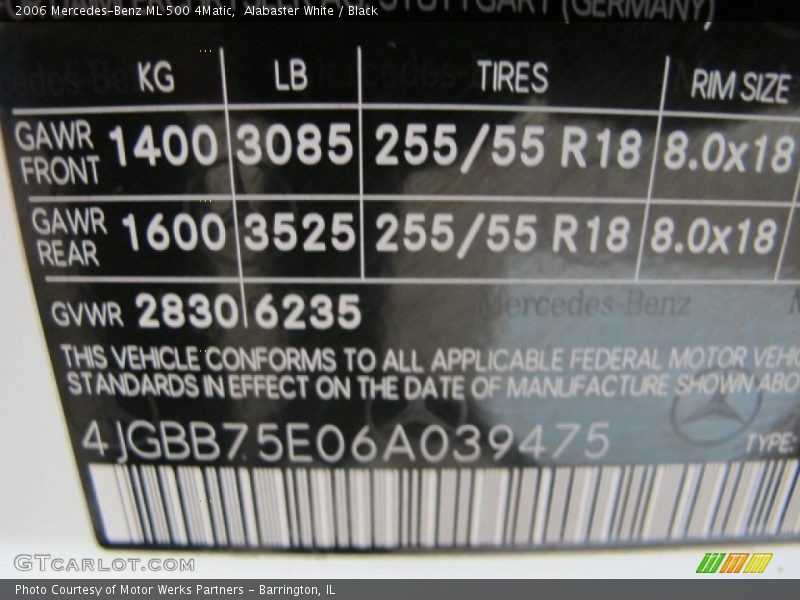 STUTTGART (GERMANY)
2006 Mercedes-Benz ML 500 4Matic, Alabaster White / Black
KG LB TIRES RIM SIZE
GAWR FRONT 1400 3085 255/55 R18 8.0x18
GAWR REAR 1600 3525 255/55 R18 8.0x18
GVWR 2830 6235
Mercedes-Benz
THIS VEHICLE CONFORMS TO ALL APPLICABLE FEDERAL MOTOR VEHIC
STANDARDS IN EFFECT ON THE DATE OF MANUFACTURE SHOWN ABO
4JGBB75E06A039475
TYPE:
GTCARLOT.COM
Photo Courtesy of Motor Werks Partners - Barrington, IL